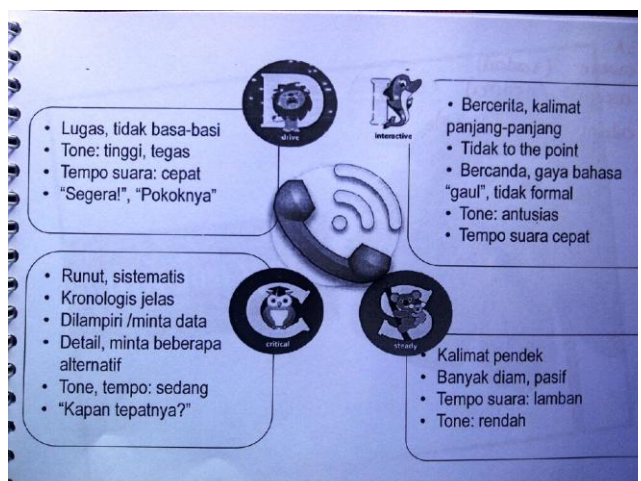 D
drive
• Lugas, tidak basa-basi
• Tone: tinggi, tegas
• Tempo suara: cepat
• “Segera!”, “Pokoknya”
I
interactive
• Bercerita, kalimat
panjang-panjang
• Tidak to the point
• Bercanda, gaya bahasa
“gaul”, tidak formal
• Tone: antusias
• Tempo suara cepat
C
critical
• Runut, sistematis
• Kronologis jelas
• Dilampiri /minta data
• Detail, minta beberapa
alternatif
• Tone, tempo: sedang
• “Kapan tepatnya?”
S
steady
• Kalimat pendek
• Banyak diam, pasif
• Tempo suara: lamban
• Tone: rendah